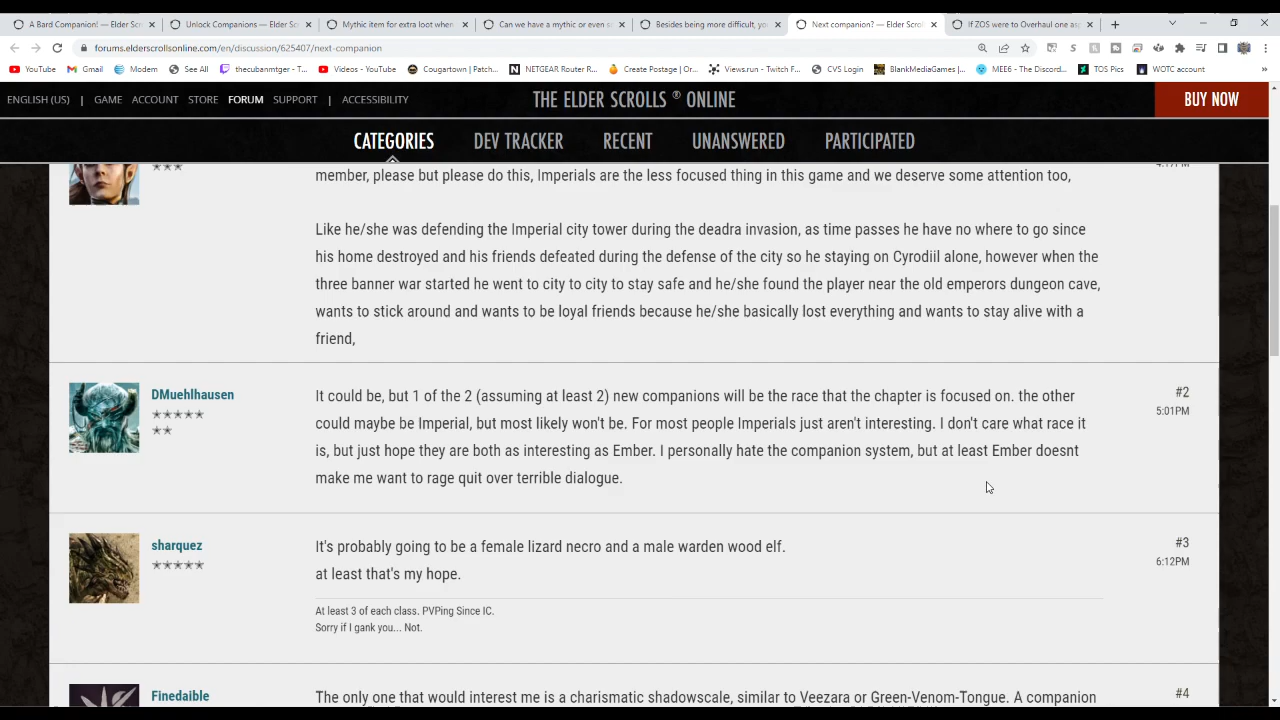 A Bard Companion! — Elder Scr
Unlock Companions — Elder Sc
Mythic item for extra loot when
Can we have a mythic or even s
Besides being more difficult, yo
Next companion? — Elder Scrol
If ZOS were to Overhaul one as
forums.elderscrollsonline.com/en/discussion/625407/next-companion
YouTube
Gmail
Modem
See All
thecubanmtger - T...
Videos - YouTube
Cougartown | Patch...
NETGEAR Router R...
Create Postage | Or...
Views.run - Twitch F...
CVS Login
BlankMediaGames |...
MEE6 - The Discord...
TOS Pics
WOTC account
ENGLISH (US) | GAME ACCOUNT STORE FORUM SUPPORT | ACCESSIBILITY
THE ELDER SCROLLS ® ONLINE
BUY NOW
CATEGORIES DEV TRACKER RECENT UNANSWERED PARTICIPATED
member, please but please do this, Imperials are the less focused thing in this game and we deserve some attention too,
Like he/she was defending the Imperial city tower during the deadra invasion, as time passes he have no where to go since
his home destroyed and his friends defeated during the defense of the city so he staying on Cyrodiil alone, however when the
three banner war started he went to city to city to stay safe and he/she found the player near the old emperors dungeon cave,
wants to stick around and wants to be loyal friends because he/she basically lost everything and wants to stay alive with a
friend,
DMuehlhausen
#2
5:01PM
It could be, but 1 of the 2 (assuming at least 2) new companions will be the race that the chapter is focused on. the other
could maybe be Imperial, but most likely won't be. For most people Imperials just aren't interesting. I don't care what race it
is, but just hope they are both as interesting as Ember. I personally hate the companion system, but at least Ember doesnt
make me want to rage quit over terrible dialogue.
sharquez
#3
6:12PM
It's probably going to be a female lizard necro and a male warden wood elf.
at least that's my hope.
At least 3 of each class. PVPing Since IC.
Sorry if I gank you... Not.
Finedaible
#4
The only one that would interest me is a charismatic shadowscale, similar to Veezara or Green-Venom-Tongue. A companion